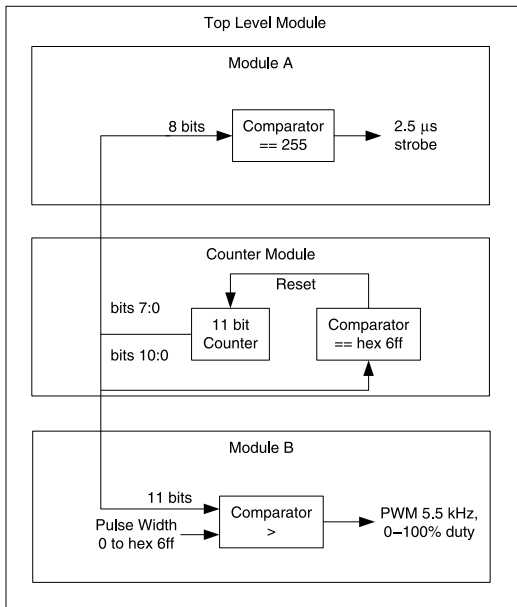 Top Level Module
Module A
8 bits
Comparator
== 255
2.5 μs
strobe
Counter Module
Reset
bits 7:0
11 bit
Counter
Comparator
== hex 6ff
bits 10:0
Module B
11 bits
Pulse Width
0 to hex 6ff
Comparator
>
PWM 5.5 kHz,
0–100% duty